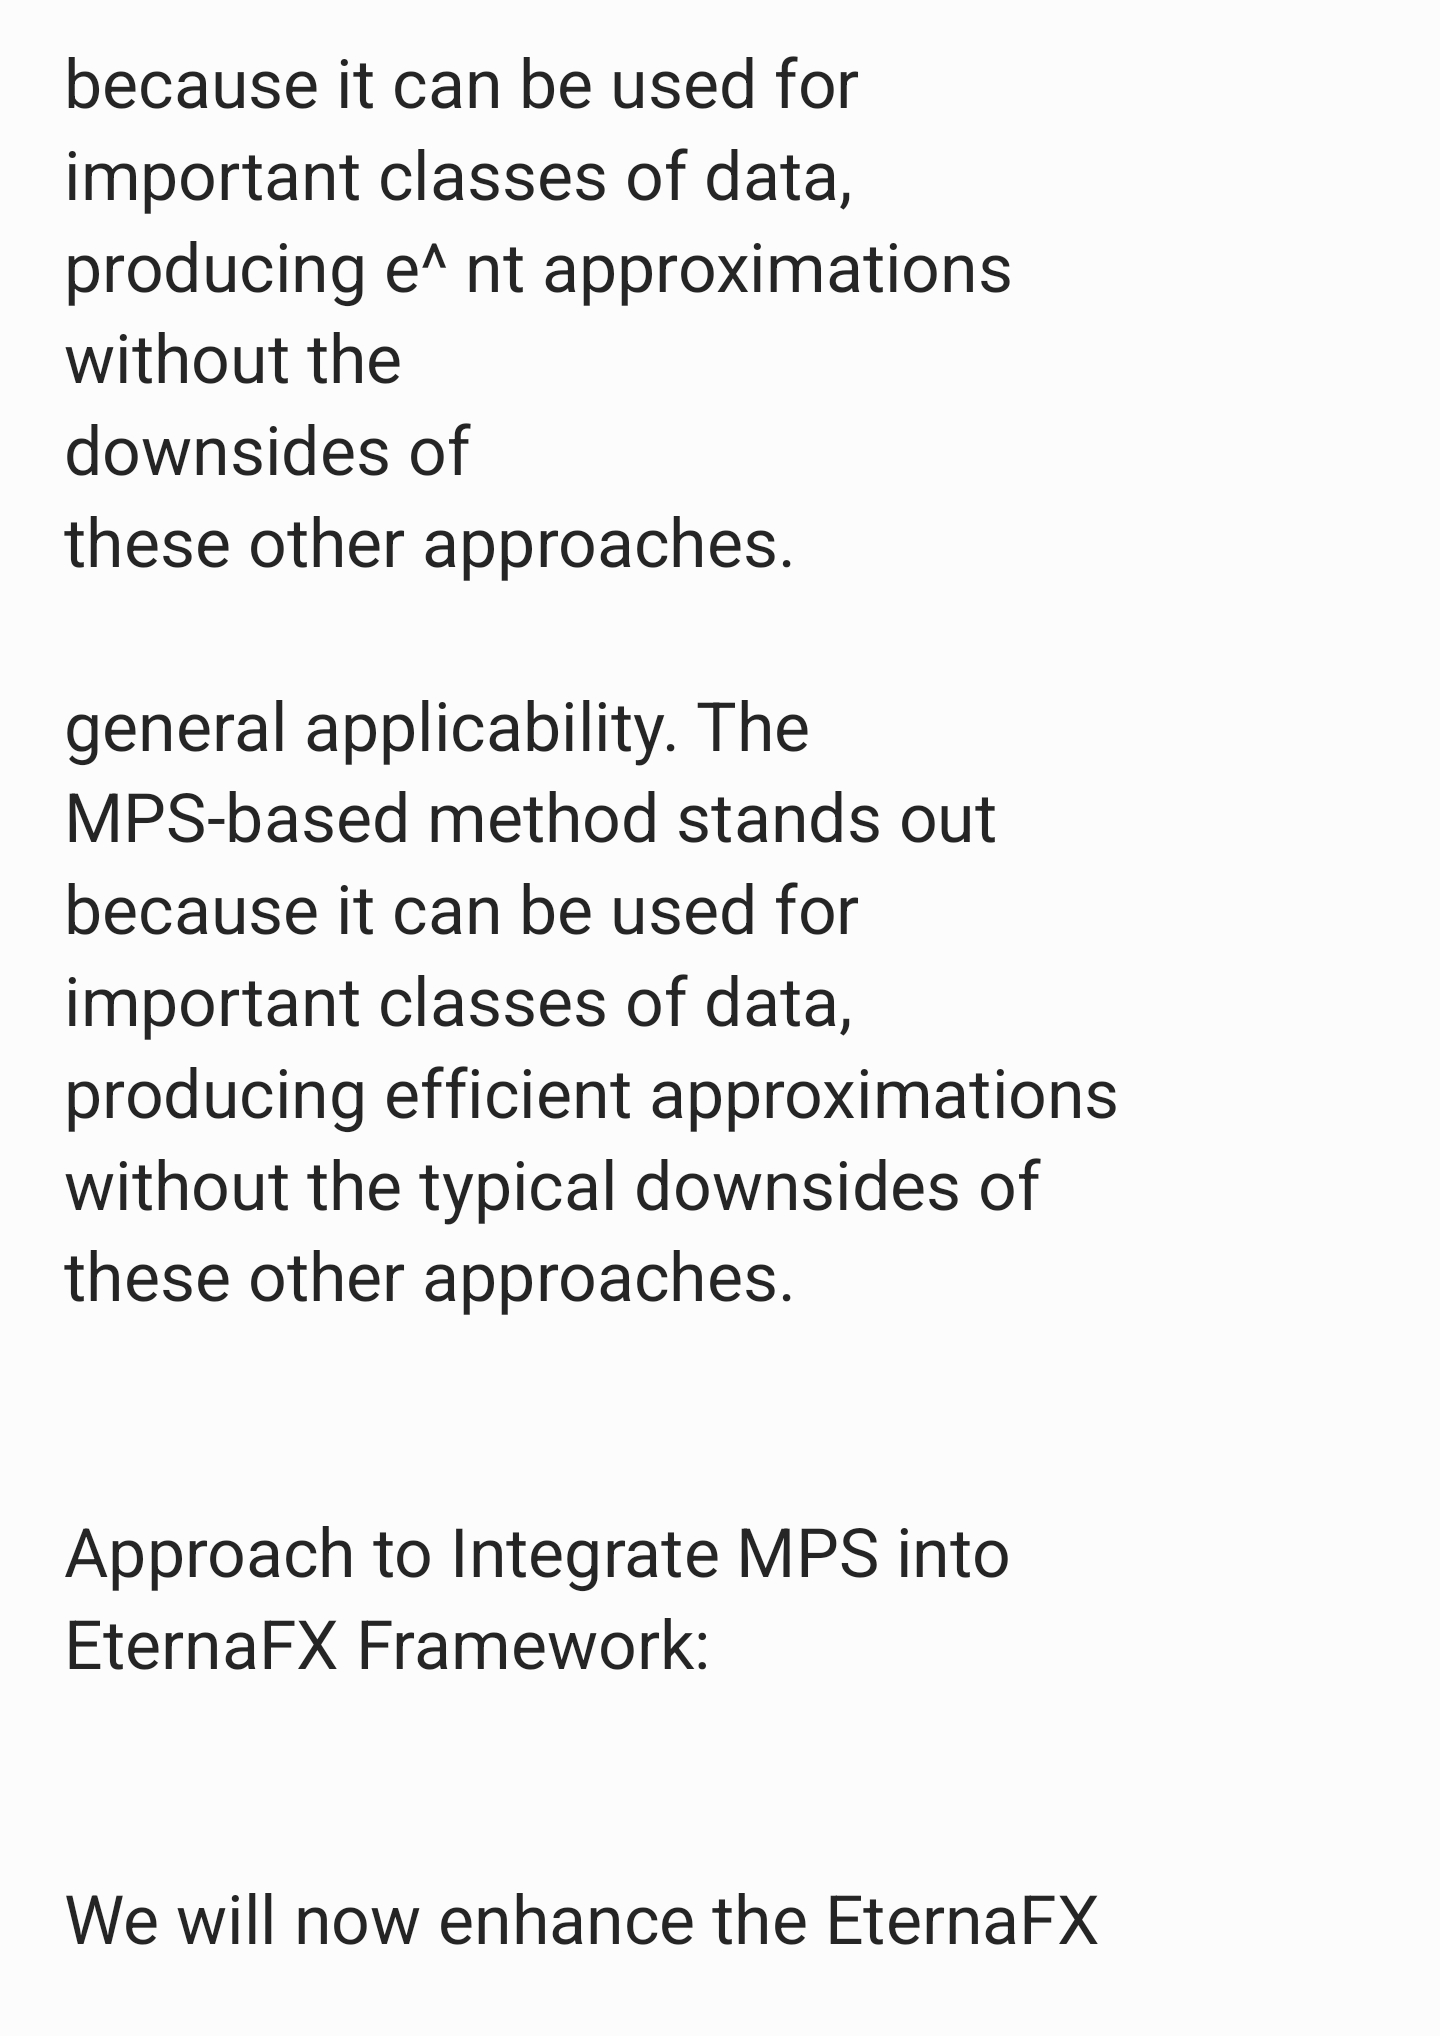 because it can be used for
important classes of data,
producing e^ nt approximations
without the
downsides of
these other approaches.
general applicability. The
MPS-based method stands out
because it can be used for
important classes of data,
producing efficient approximations
without the typical downsides of
these other approaches.
Approach to Integrate MPS into
EternaFX Framework:
We will now enhance the EternaFX